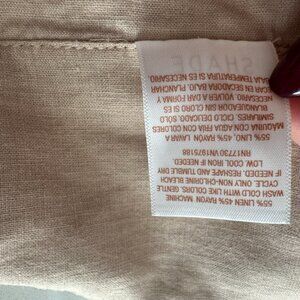 55% LINEN 45% RAYON MACHINE
WASH COLD WITH LIKE COLORS, GENTLE
CYCLE. ONLY NON-CHLORINE BLEACH
IF NEEDED. RESHAPE AND TUMBLE DRY
LOW, COOL IRON IF NEEDED.
RN17730 VN1975188
55% LINO 45% RAYON LAVAR A
MAQUINA CON AGUA FRIA CON COLORES
SIMILARES. CICLO DELICADO SÓLO
BLANQUEADOR SIN CLORO SI ES
NECESARIO VOLVER A DAR FORMA Y
SECAR EN SECADORA BAJO, PLANCHAR
BAJA TEMPERATURA SI ES NECESARIO